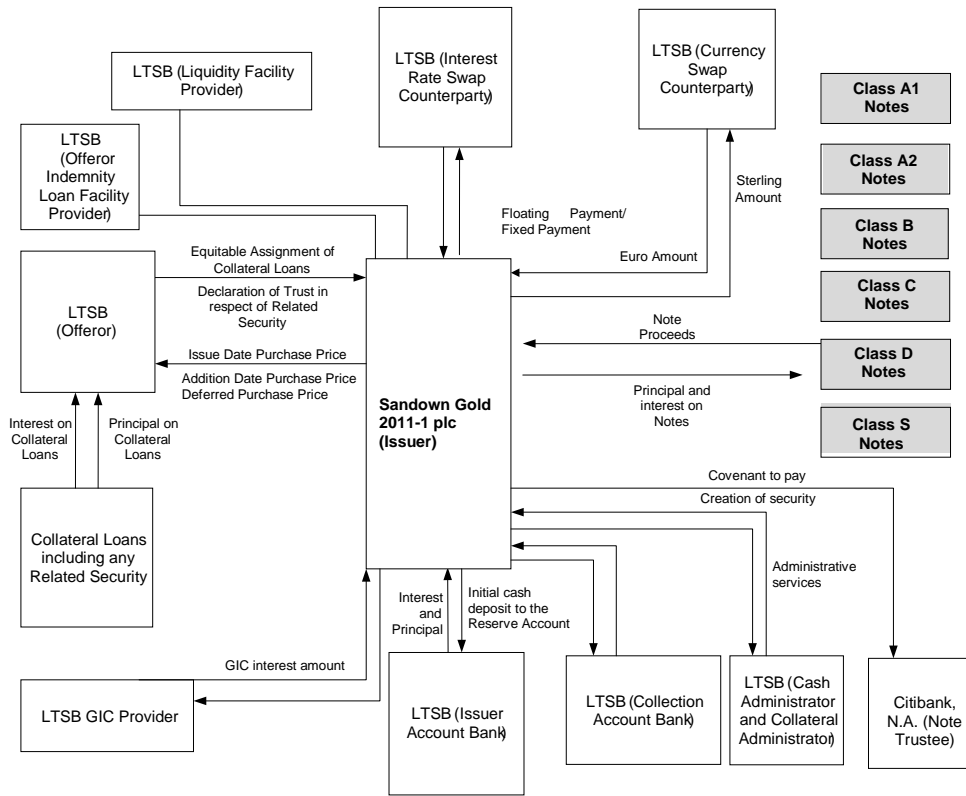 LTSB (Liquidity Facility
Provider)
LTSB (Interest
Rate Swap
Counterparty)
LTSB (Currency
Swap
Counterparty)
Class A1
Notes
Class A2
Notes
Class B
Notes
Class C
Notes
Class D
Notes
Class S
Notes
LTSB
(Offeror
Indemnity
Loan Facility
Provider)
Sterling
Amount
Floating Payment/
Fixed Payment
Euro Amount
Equitable Assignment of
Collateral Loans
Declaration of Trust in
respect of Related
Security
LTSB
(Offeror)
Issue Date Purchase Price
Addition Date Purchase Price
Deferred Purchase Price
Note
Proceeds
Principal and
interest on
Notes
Sandown Gold
2011-1 plc
(Issuer)
Interest on
Collateral
Loans
Principal on
Collateral
Loans
Collateral Loans
including any
Related Security
Covenant to pay
Creation of security
Administrative
services
Interest
and
Principal
Initial cash
deposit to the
Reserve Account
GIC interest amount
LTSB GIC Provider
LTSB (Issuer
Account Bank)
LTSB (Collection
Account Bank)
LTSB (Cash
Administrator
and Collateral
Administrator)
Citibank,
N.A. (Note
Trustee)